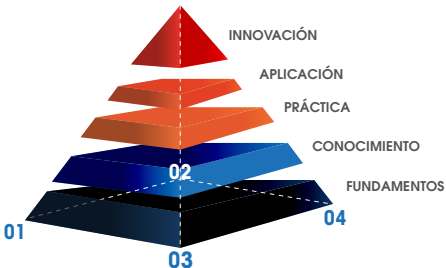 INNOVACIÓN
APLICACIÓN
PRÁCTICA
CONOCIMIENTO
02
FUNDAMENTOS
01
04
03